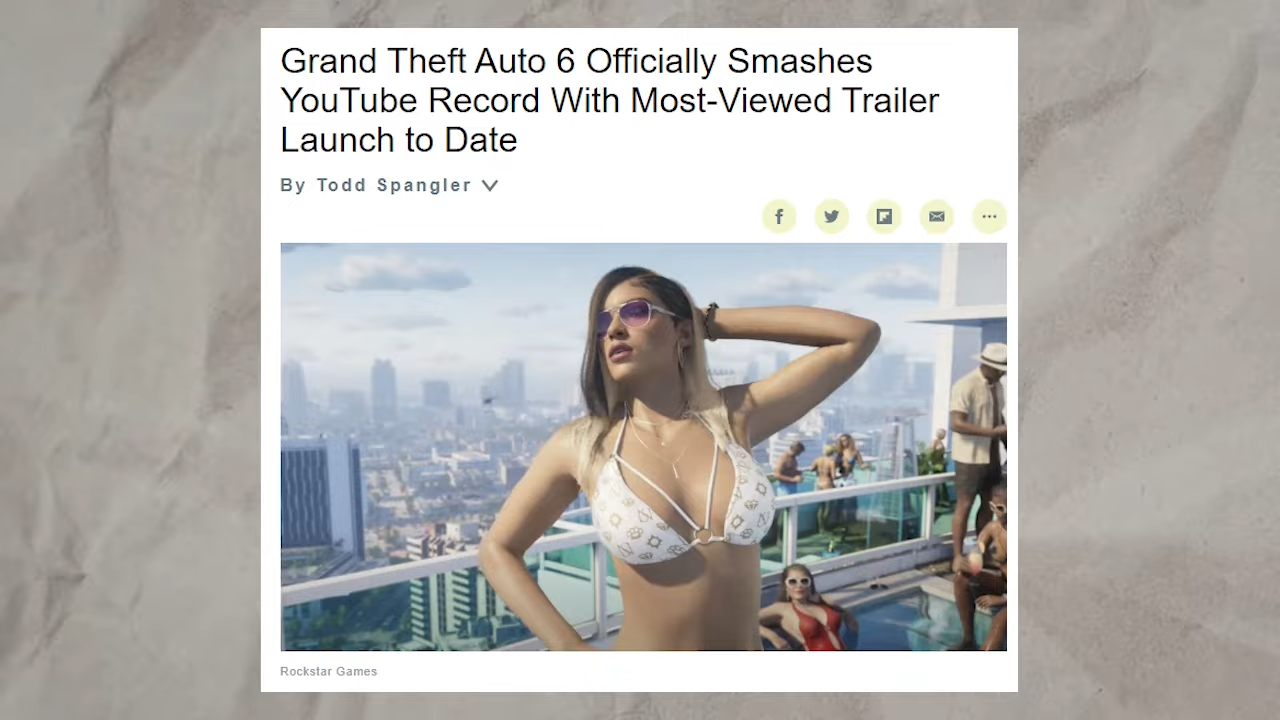 Grand Theft Auto 6 Officially Smashes
YouTube Record With Most-Viewed Trailer
Launch to Date
By Todd Spangler
Rockstar Games